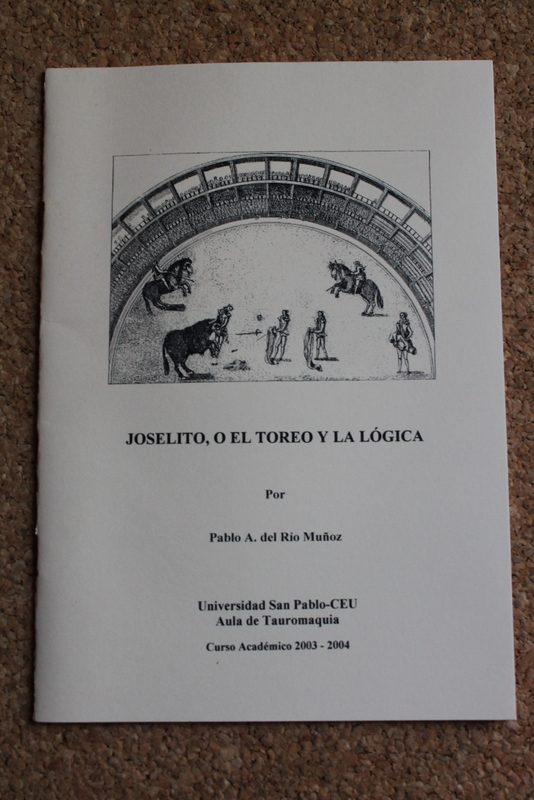 JOSELITO, O EL TOREO Y LA LÓGICA
Por
Pablo A. del Río Muñoz
Universidad San Pablo-CEU
Aula de Tauromaquia
Curso Académico 2003 - 2004